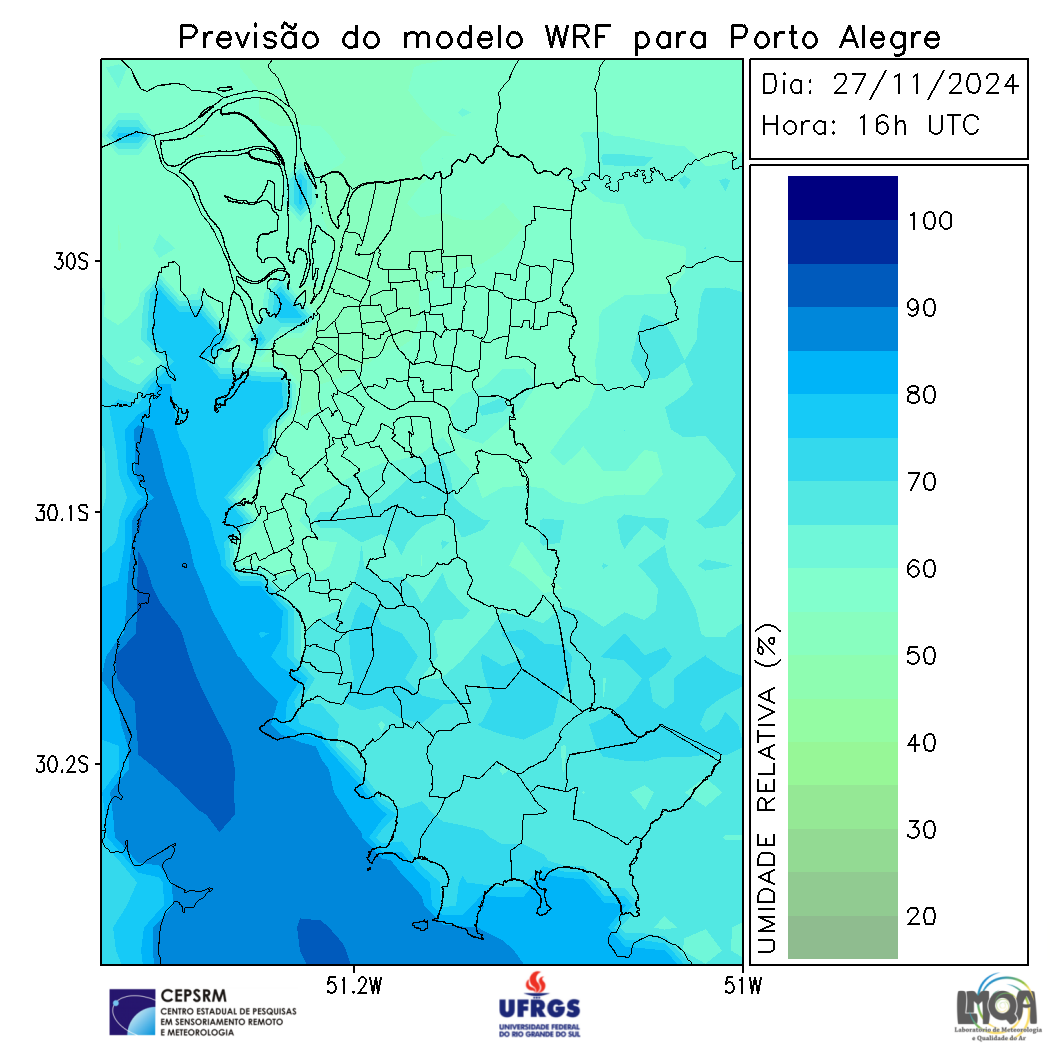 Previsão do modelo WRF para Porto Alegre
Dia: 27/11/2024
Hora: 16h UTC
30S
30.1S
30.2S
51.2W
51W
UMIDADE RELATIVA (%)
100
90
80
70
60
50
40
30
20
CEPSRM
CENTRO ESTADUAL DE PESQUISAS
EM SENSORIAMENTO REMOTO
E METEOROLOGIA
UFRGS
UNIVERSIDADE FEDERAL
DO RIO GRANDE DO SUL
LMQA
Laboratório de Meteorologia
e Qualidade do Ar